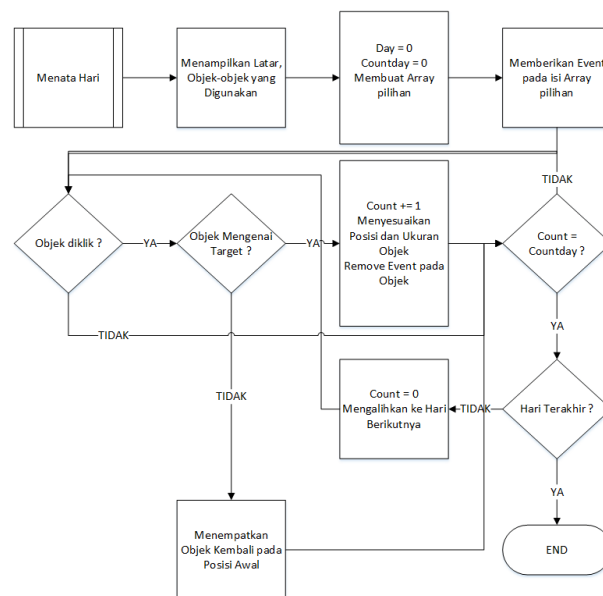 Menata Hari
Menampilkan Latar,
Objek-objek yang
Digunakan
Day = 0
Countday = 0
Membuat Array
pilihan
Memberikan Event
pada isi Array
pilihan
TIDAK
Objek diklik ?
YA
Objek Mengenai
Target ?
YA
Count += 1
Menyesuaikan
Posisi dan Ukuran
Objek
Remove Event pada
Objek
Count =
Countday ?
TIDAK
YA
TIDAK
Count = 0
Mengalihkan ke Hari
Berikutnya
TIDAK
Hari Terakhir ?
YA
Menempatkan
Objek Kembali pada
Posisi Awal
END